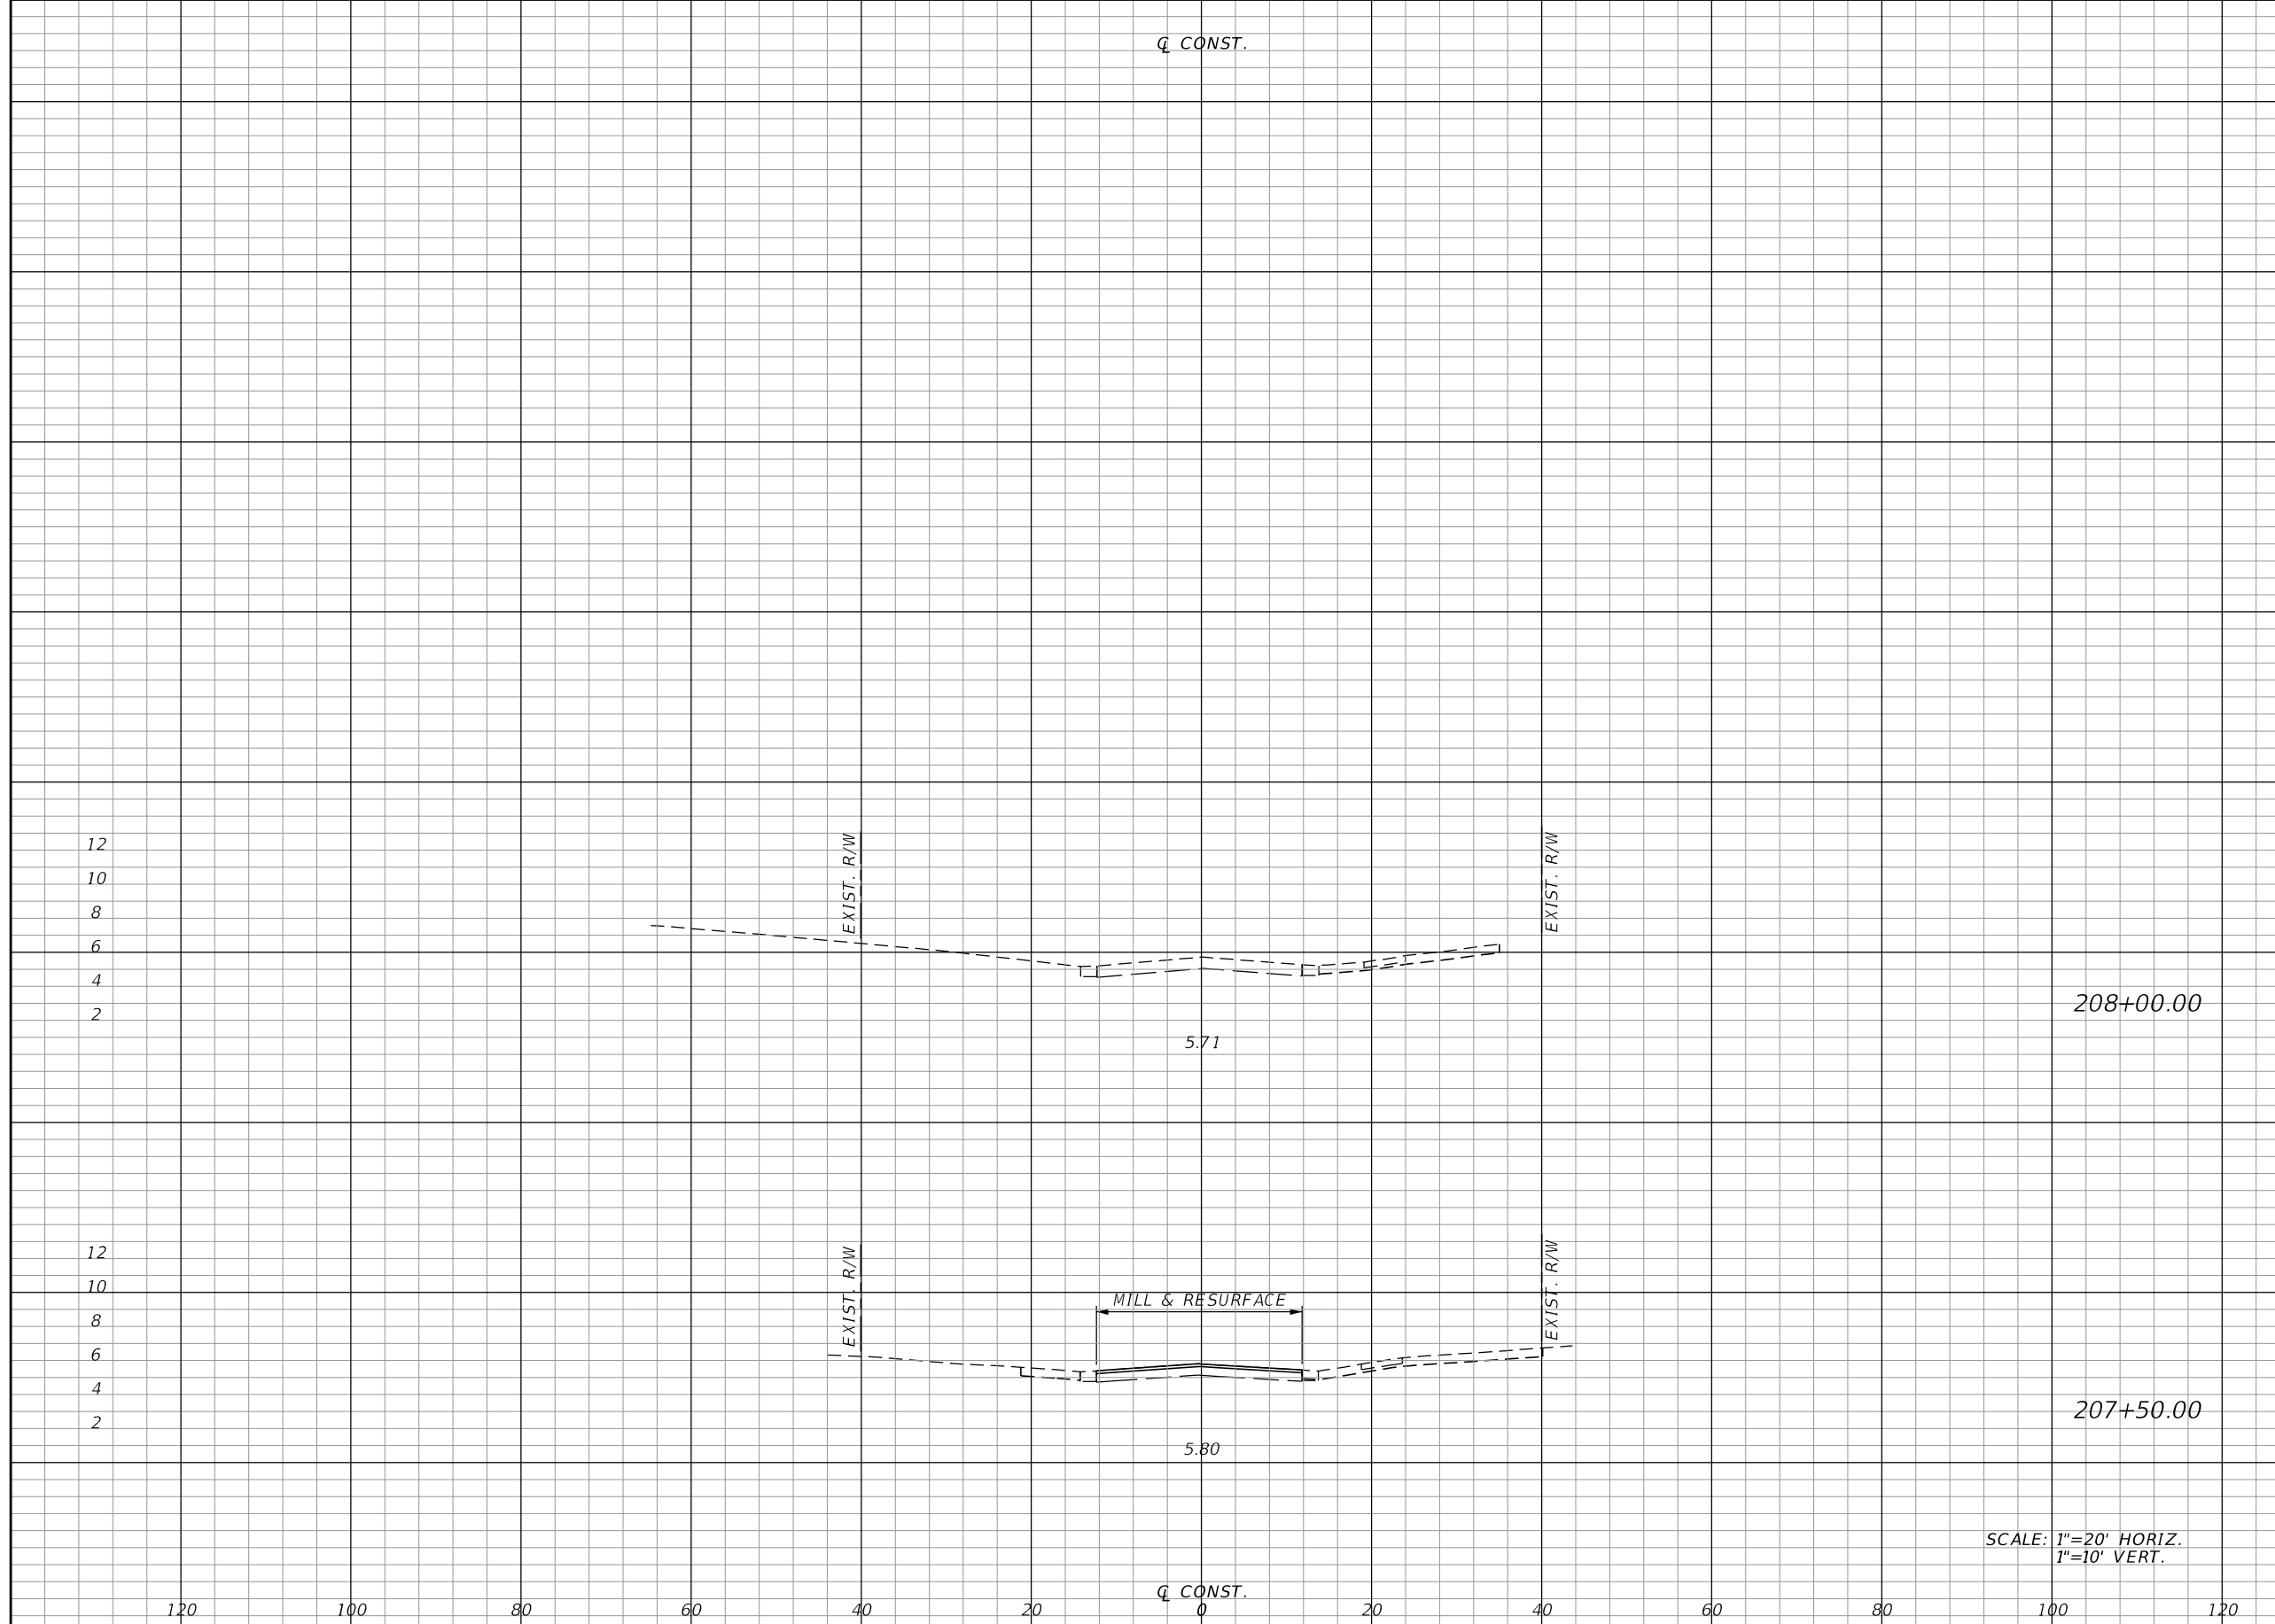 ℄ CONST.
12
10
8
6
4
2
EXIST. R/W
EXIST. R/W
208+00.00
5.71
12
10
8
6
4
2
EXIST. R/W
MILL & RESURFACE
EXIST. R/W
207+50.00
5.80
SCALE: 1"=20' HORIZ.
1"=10' VERT.
℄ CONST.
120 100 80 60 40 20 0 20 40 60 80 100 120